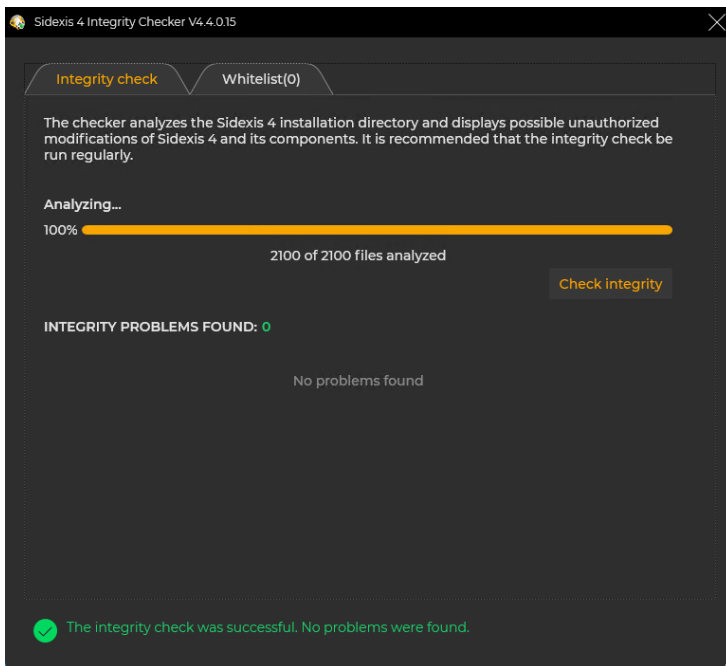 Sidexis 4 Integrity Checker V4.4.0.15
Integrity check
Whitelist(0)
The checker analyzes the Sidexis 4 installation directory and displays possible unauthorized
modifications of Sidexis 4 and its components. It is recommended that the integrity check be
run regularly.
Analyzing...
100%
2100 of 2100 files analyzed
Check integrity
INTEGRITY PROBLEMS FOUND: 0
No problems found
The integrity check was successful. No problems were found.